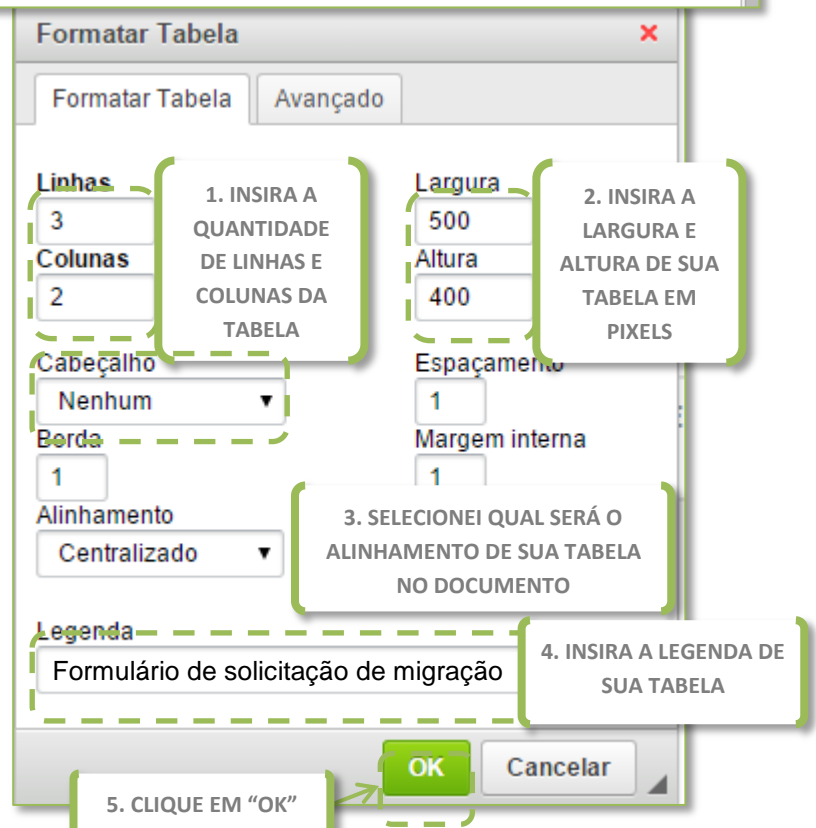 Formatar Tabela
Formatar Tabela
Avançado
Linhas
3
Colunas
2
1. INSIRA A
QUANTIDADE
DE LINHAS E
COLUNAS DA
TABELA
Largura
500
Altura
400
2. INSIRA A
LARGURA E
ALTURA DE SUA
TABELA EM
PIXELS
Cabeçalho
Nenhum
Espaçamento
1
Borda
1
Margem interna
1
Alinhamento
Centralizado
3. SELECIONEI QUAL SERÁ O
ALINHAMENTO DE SUA TABELA
NO DOCUMENTO
Legenda
Formulário de solicitação de migração
4. INSIRA A LEGENDA DE
SUA TABELA
OK
Cancelar
5. CLIQUE EM “OK”